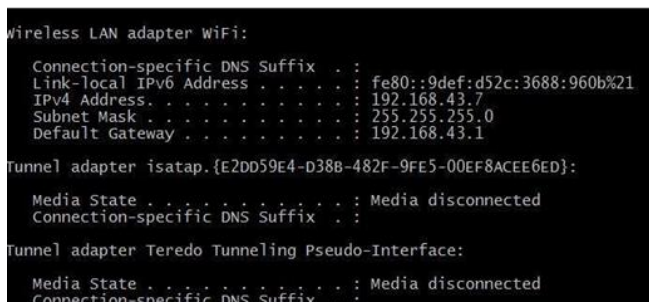 Wireless LAN adapter WiFi:
Connection-specific DNS Suffix . :
Link-local IPv6 Address . . . . . : fe80::9def:d52c:3688:960b%21
IPv4 Address. . . . . . . . . . . : 192.168.43.7
Subnet Mask . . . . . . . . . . . : 255.255.255.0
Default Gateway . . . . . . . . . : 192.168.43.1
Tunnel adapter isatap.{E2DD59E4-D38B-482F-9FE5-00EF8ACEE6ED}:
Media State . . . . . . . . . . . : Media disconnected
Connection-specific DNS Suffix . :
Tunnel adapter Teredo Tunneling Pseudo-Interface:
Media State . . . . . . . . . . . : Media disconnected
Connection-specific DNS Suffix . :